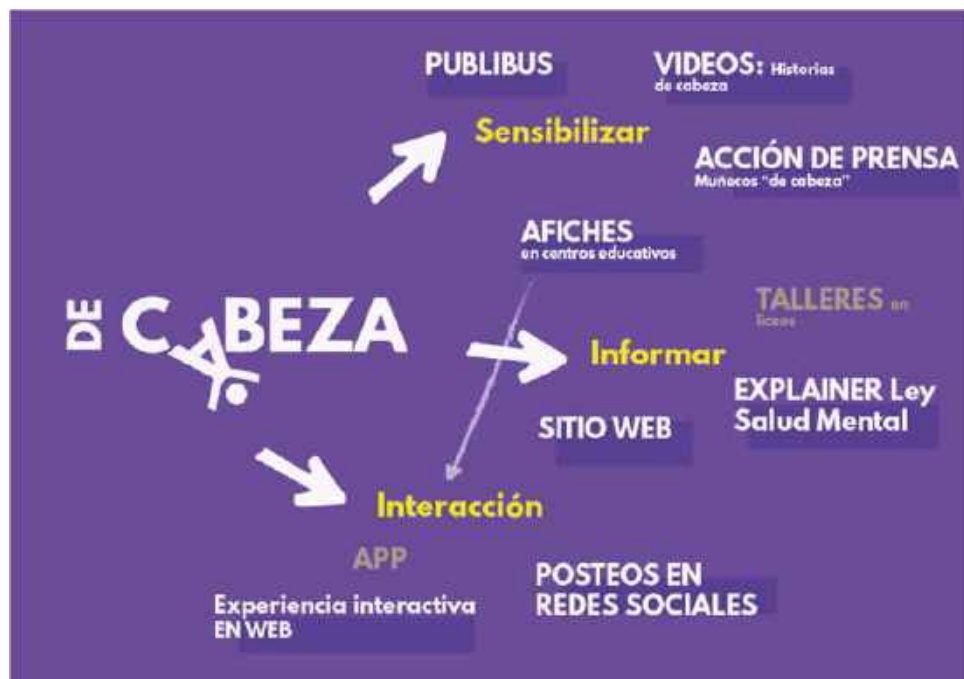 PUBLIBUS
VIDEOS: Historias
de cabeza
Sensibilizar
ACCIÓN DE PRENSA
Muñecos "de cabeza"
AFICHES
en centros educativos
DE CABEZA
TALLERES en
liceos
Informar
EXPLAINER Ley
Salud Mental
SITIO WEB
Interacción
APP
Experiencia interactiva
EN WEB
POSTEOS EN
REDES SOCIALES